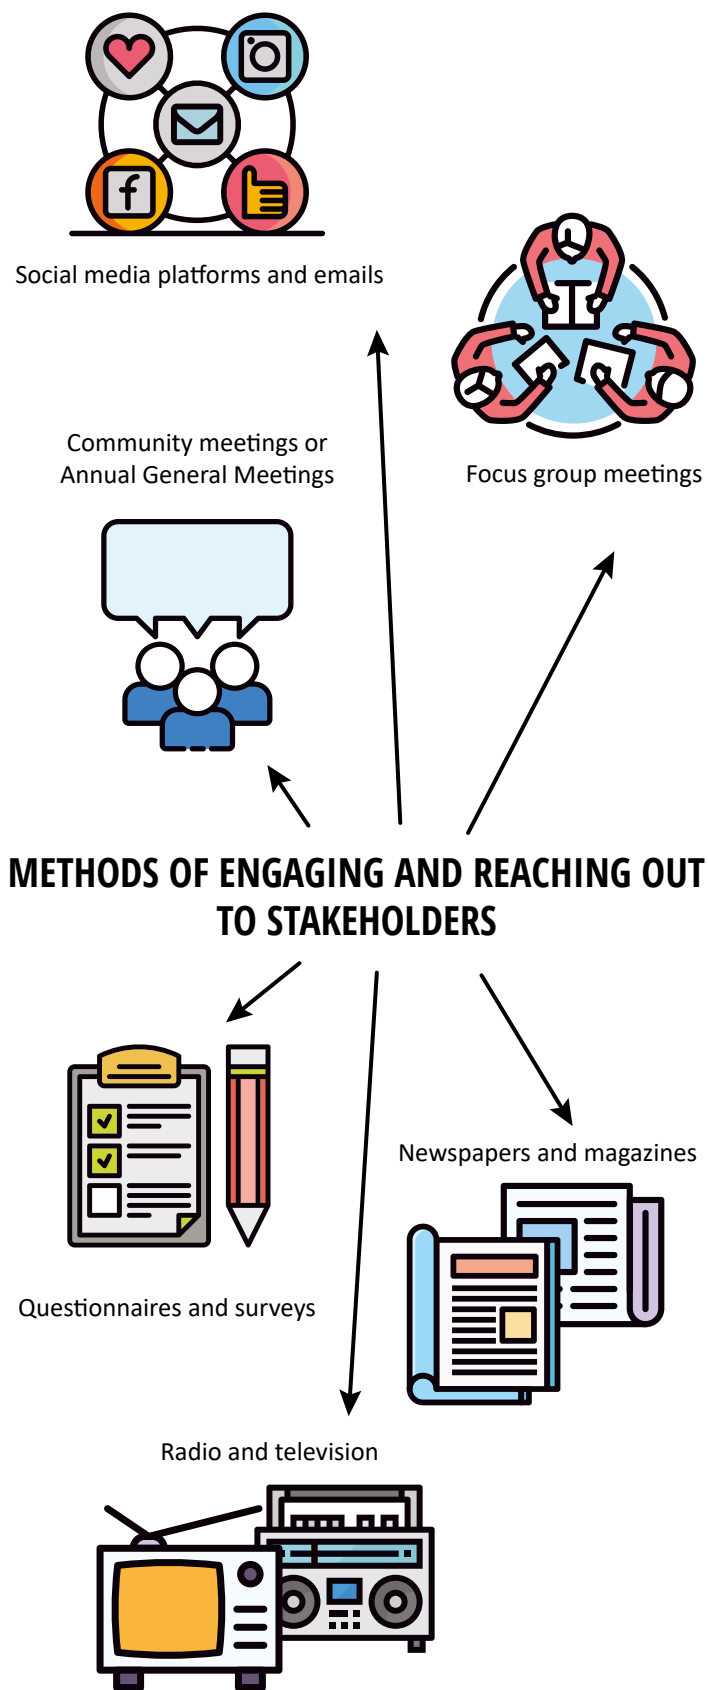 Social media platforms and emails
Community meetings or
Annual General Meetings
Focus group meetings
METHODS OF ENGAGING AND REACHING OUT
TO STAKEHOLDERS
Newspapers and magazines
Questionnaires and surveys
Radio and television